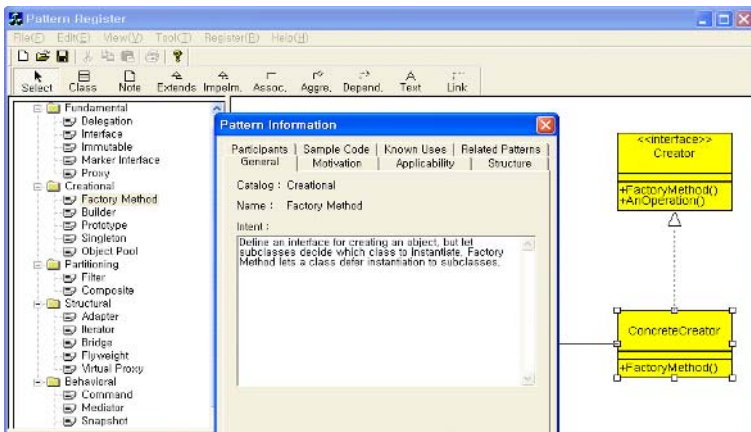 Pattern Register
File(F) Edit(E) View(V) Tool(T) Register(R) Help(H)
Select Class Note Extends Impelm. Assoc. Aggre. Depend. Text Link
Fundamental
Delegation
Interface
Immutable
Marker Interface
Proxy
Creational
Factory Method
Builder
Prototype
Singleton
Object Pool
Partitioning
Filter
Composite
Structural
Adapter
Iterator
Bridge
Flyweight
Virtual Proxy
Behavioral
Command
Mediator
Snapshot
Pattern Information
Participants Sample Code Known Uses Related Patterns
General Motivation Applicability Structure
Catalog : Creational
Name : Factory Method
Intent :
Define an interface for creating an object, but let
subclasses decide which class to instantiate. Factory
Method lets a class defer instantiation to subclasses.
<<interface>>
Creator
+FactoryMethod()
+AnOperation()
ConcreteCreator
+FactoryMethod()